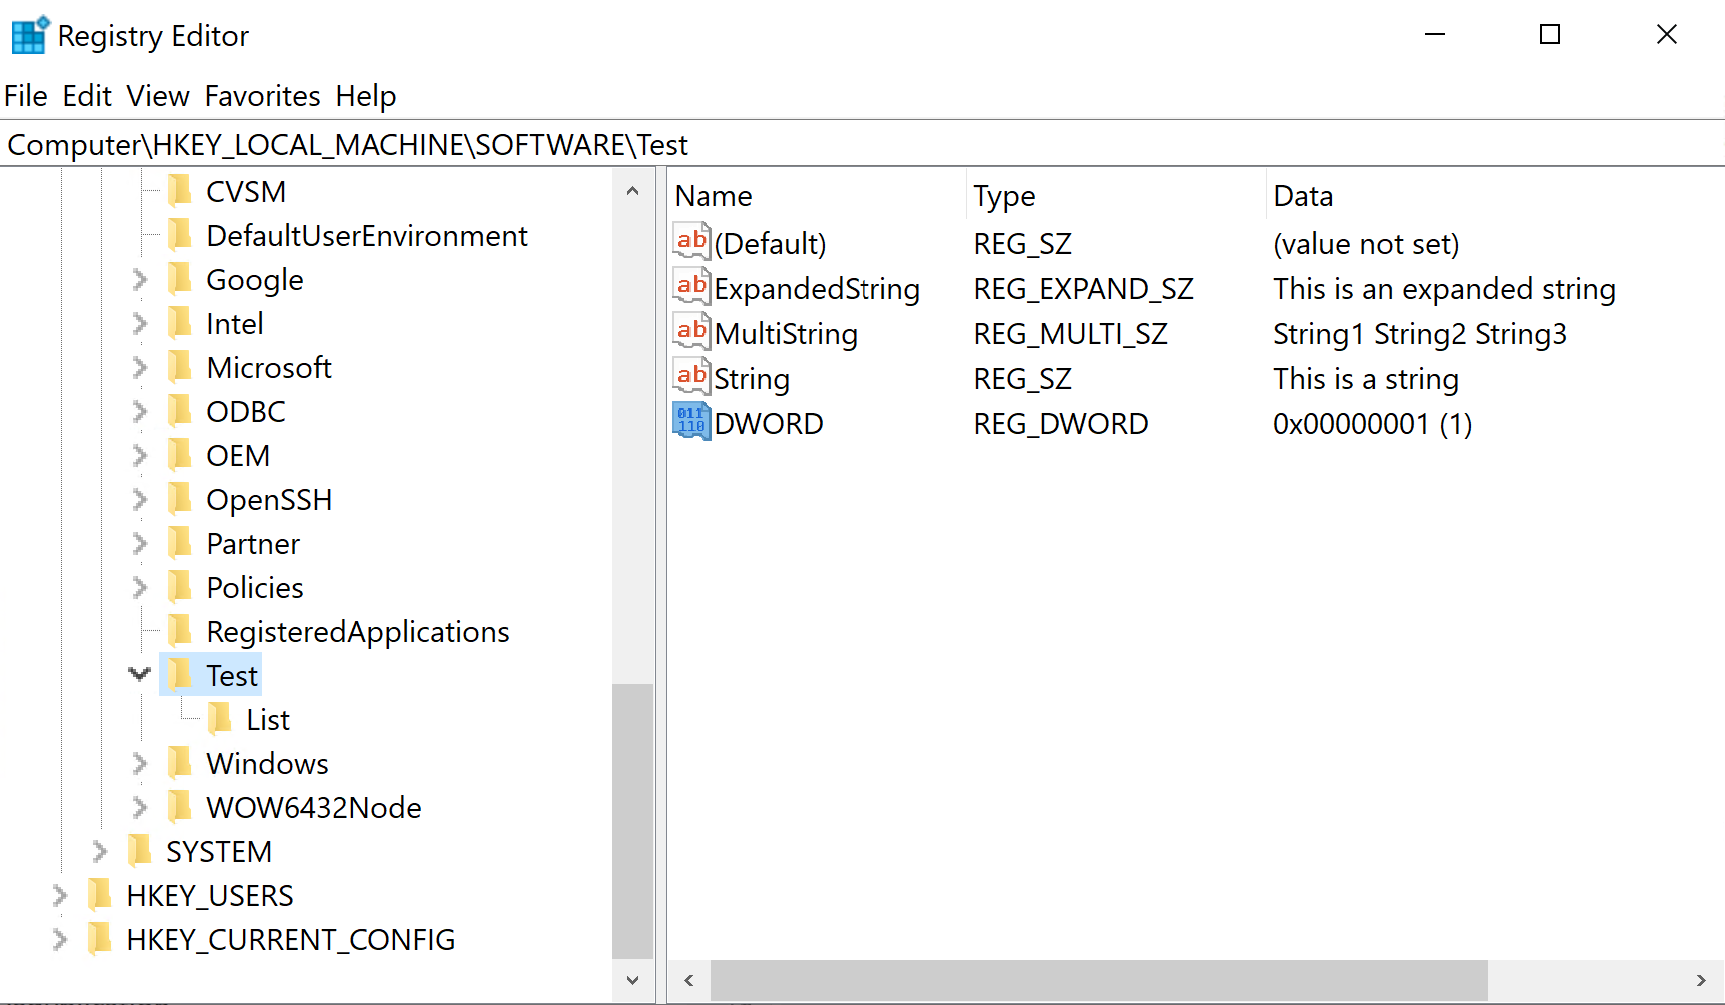 Registry Editor
File Edit View Favorites Help
Computer\HKEY_LOCAL_MACHINE\SOFTWARE\Test
CVSM
DefaultUserEnvironment
Google
Intel
Microsoft
ODBC
OEM
OpenSSH
Partner
Policies
RegisteredApplications
Test
List
Windows
WOW6432Node
SYSTEM
HKEY_USERS
HKEY_CURRENT_CONFIG
Name Type Data
ab (Default) REG_SZ (value not set)
ab ExpandedString REG_EXPAND_SZ This is an expanded string
ab MultiString REG_MULTI_SZ String1 String2 String3
ab String REG_SZ This is a string
011 110 DWORD REG_DWORD 0x00000001 (1)